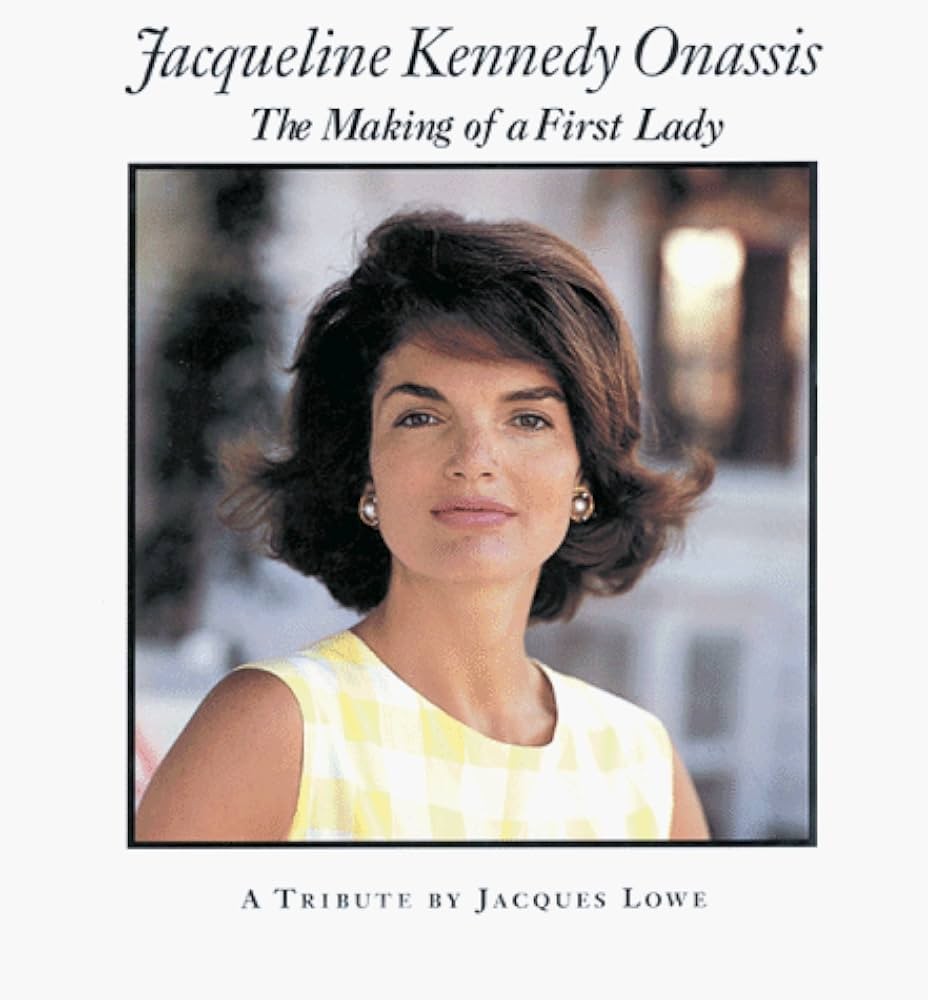 Jacqueline Kennedy Onassis
The Making of a First Lady
A TRIBUTE BY JACQUES LOWE